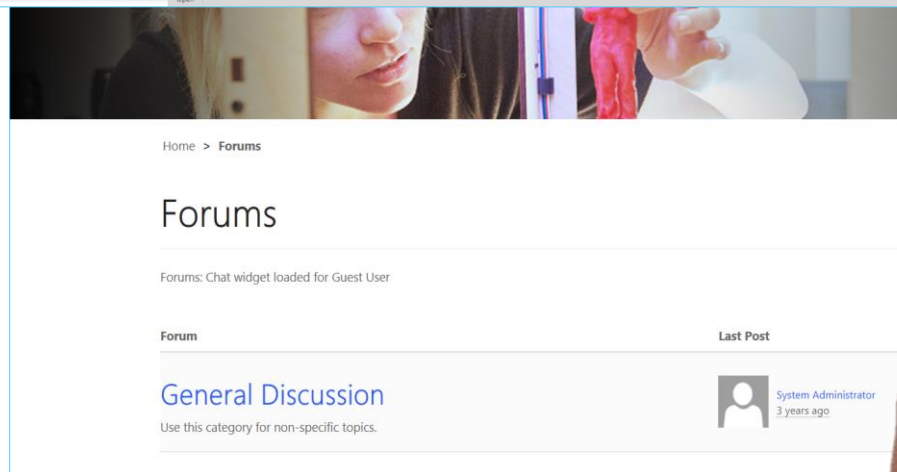 Home > Forums
Forums
Forums: Chat widget loaded for Guest User
Forum Last Post
General Discussion
System Administrator
3 years ago
Use this category for non-specific topics.